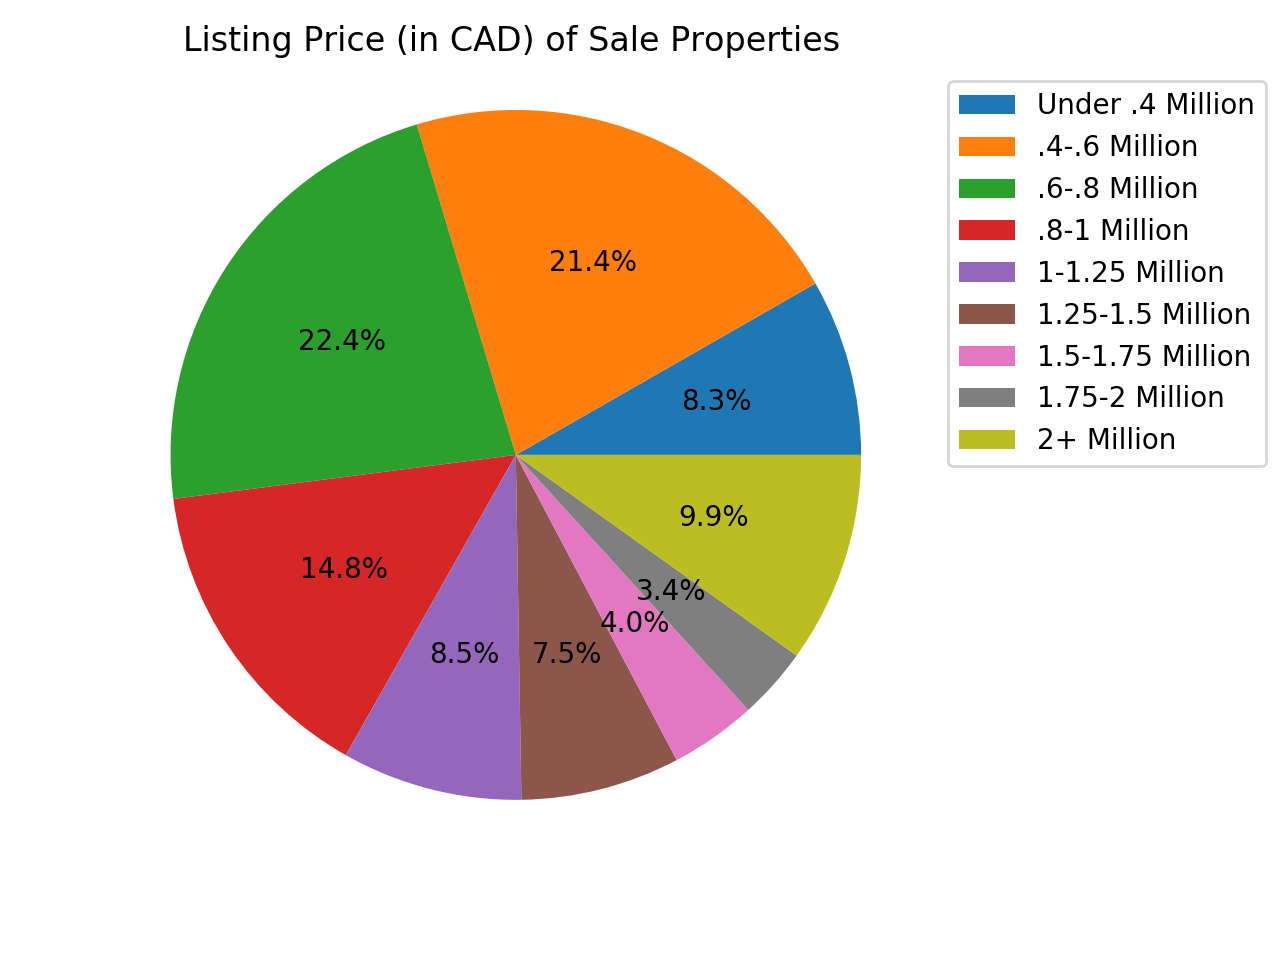 Listing Price (in CAD) of Sale Properties
Under .4 Million
.4-.6 Million
.6-.8 Million
.8-1 Million
1-1.25 Million
1.25-1.5 Million
1.5-1.75 Million
1.75-2 Million
2+ Million
21.4%
22.4%
8.3%
9.9%
14.8%
3.4%
4.0%
8.5%
7.5%